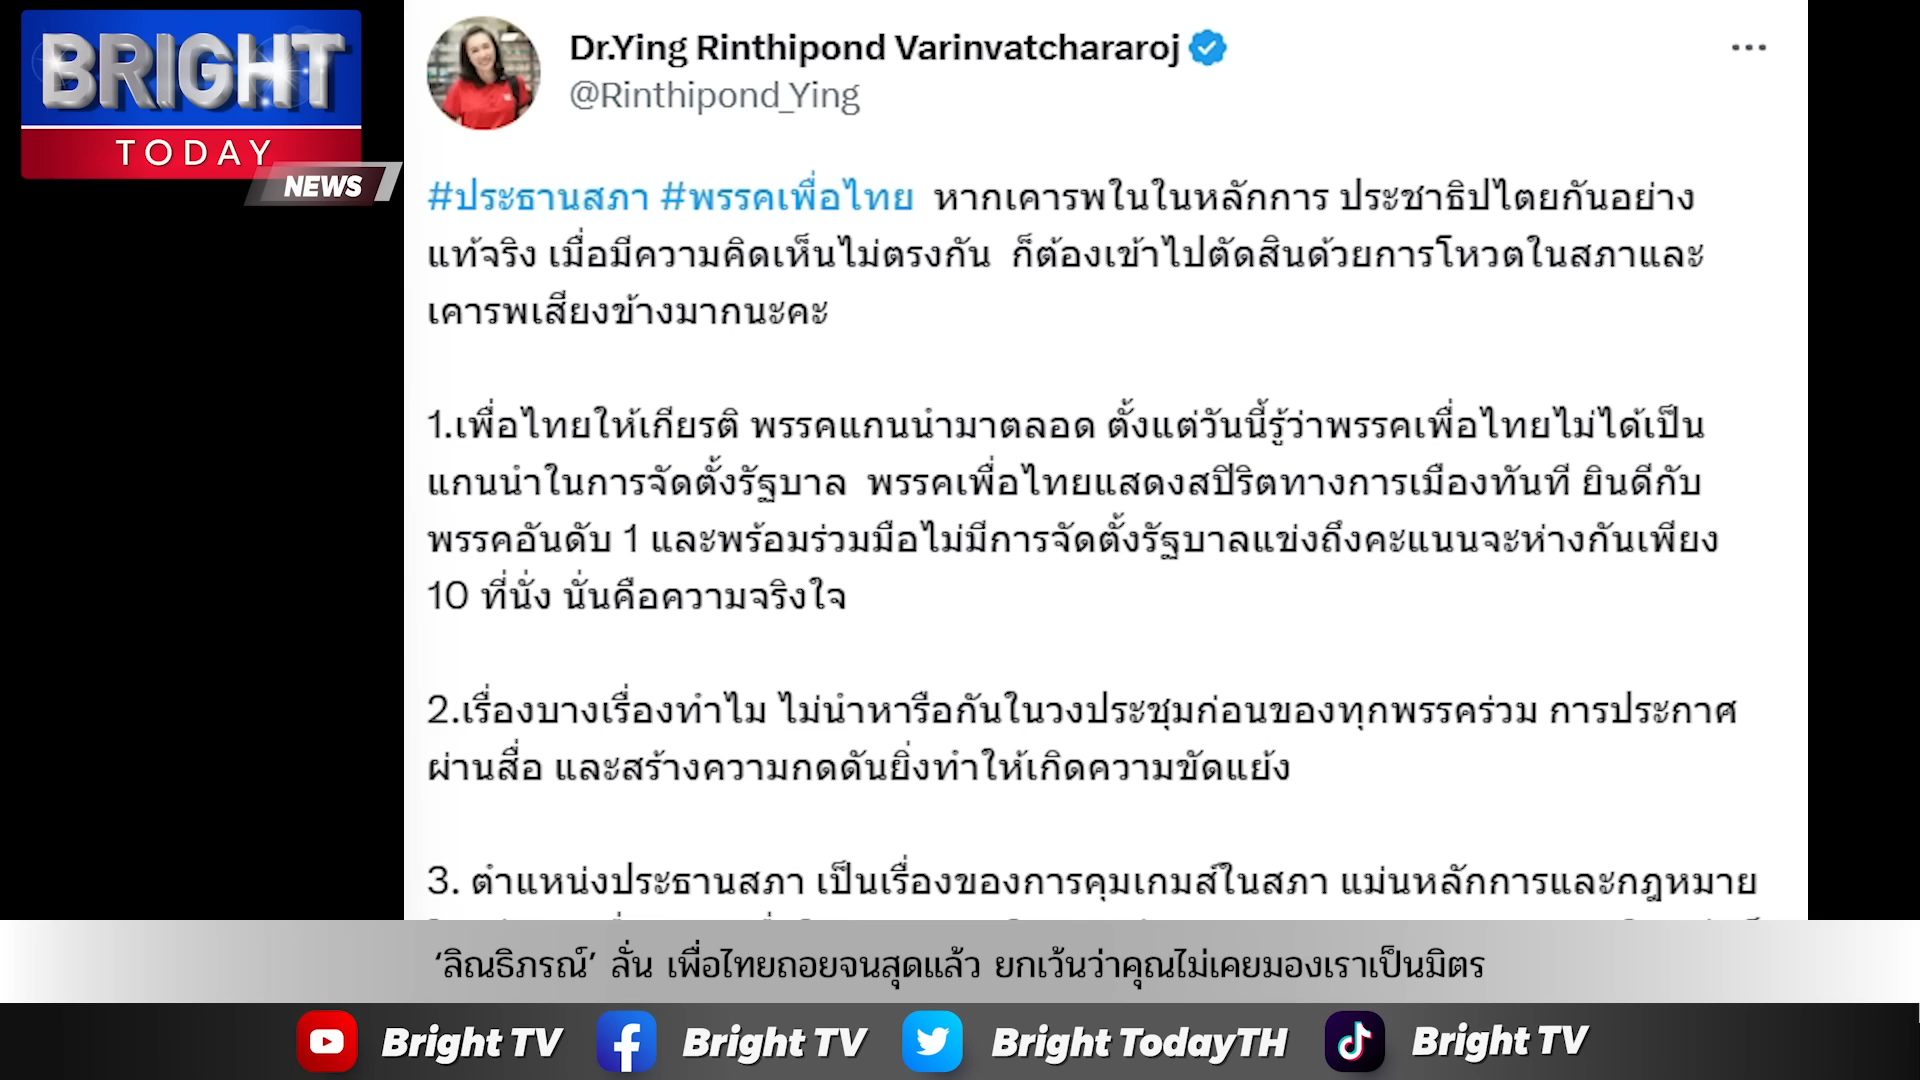 BRIGHT
TODAY
NEWS
Dr.Ying Rinthipond Varinvatchararoj
@Rinthipond_Ying
#ประธานสภา #พรรคเพื่อไทย หากเคารพในในหลักการ ประชาธิปไตยกันอย่าง
แท้จริง เมื่อมีความคิดเห็นไม่ตรงกัน ก็ต้องเข้าไปตัดสินด้วยการโหวตในสภาและ
เคารพเสียงข้างมากนะคะ
1.เพื่อไทยให้เกียรติ พรรคแกนนำมาตลอด ตั้งแต่วันนี้รู้ว่าพรรคเพื่อไทยไม่ได้เป็น
แกนนำในการจัดตั้งรัฐบาล พรรคเพื่อไทยแสดงสปิริตทางการเมืองทันที ยินดีกับ
พรรคอันดับ 1 และพร้อมร่วมมือไม่มีการจัดตั้งรัฐบาลแข่งถึงคะแนนจะห่างกันเพียง
10 ที่นั่ง นั่นคือความจริงใจ
2.เรื่องบางเรื่องทำไม ไม่นำหารือกันในวงประชุมก่อนของทุกพรรคร่วม การประกาศ
ผ่านสื่อ และสร้างความกดดันยิ่งทำให้เกิดความขัดแย้ง
3. ตำแหน่งประธานสภา เป็นเรื่องของการคุมเกมส์ในสภา แม่นหลักการและกฎหมาย
‘ลิณธิภรณ์’ ลั่น เพื่อไทยถอยจนสุดแล้ว ยกเว้นว่าคุณไม่เคยมองเราเป็นมิตร
Bright TV Bright TV Bright TodayTH Bright TV